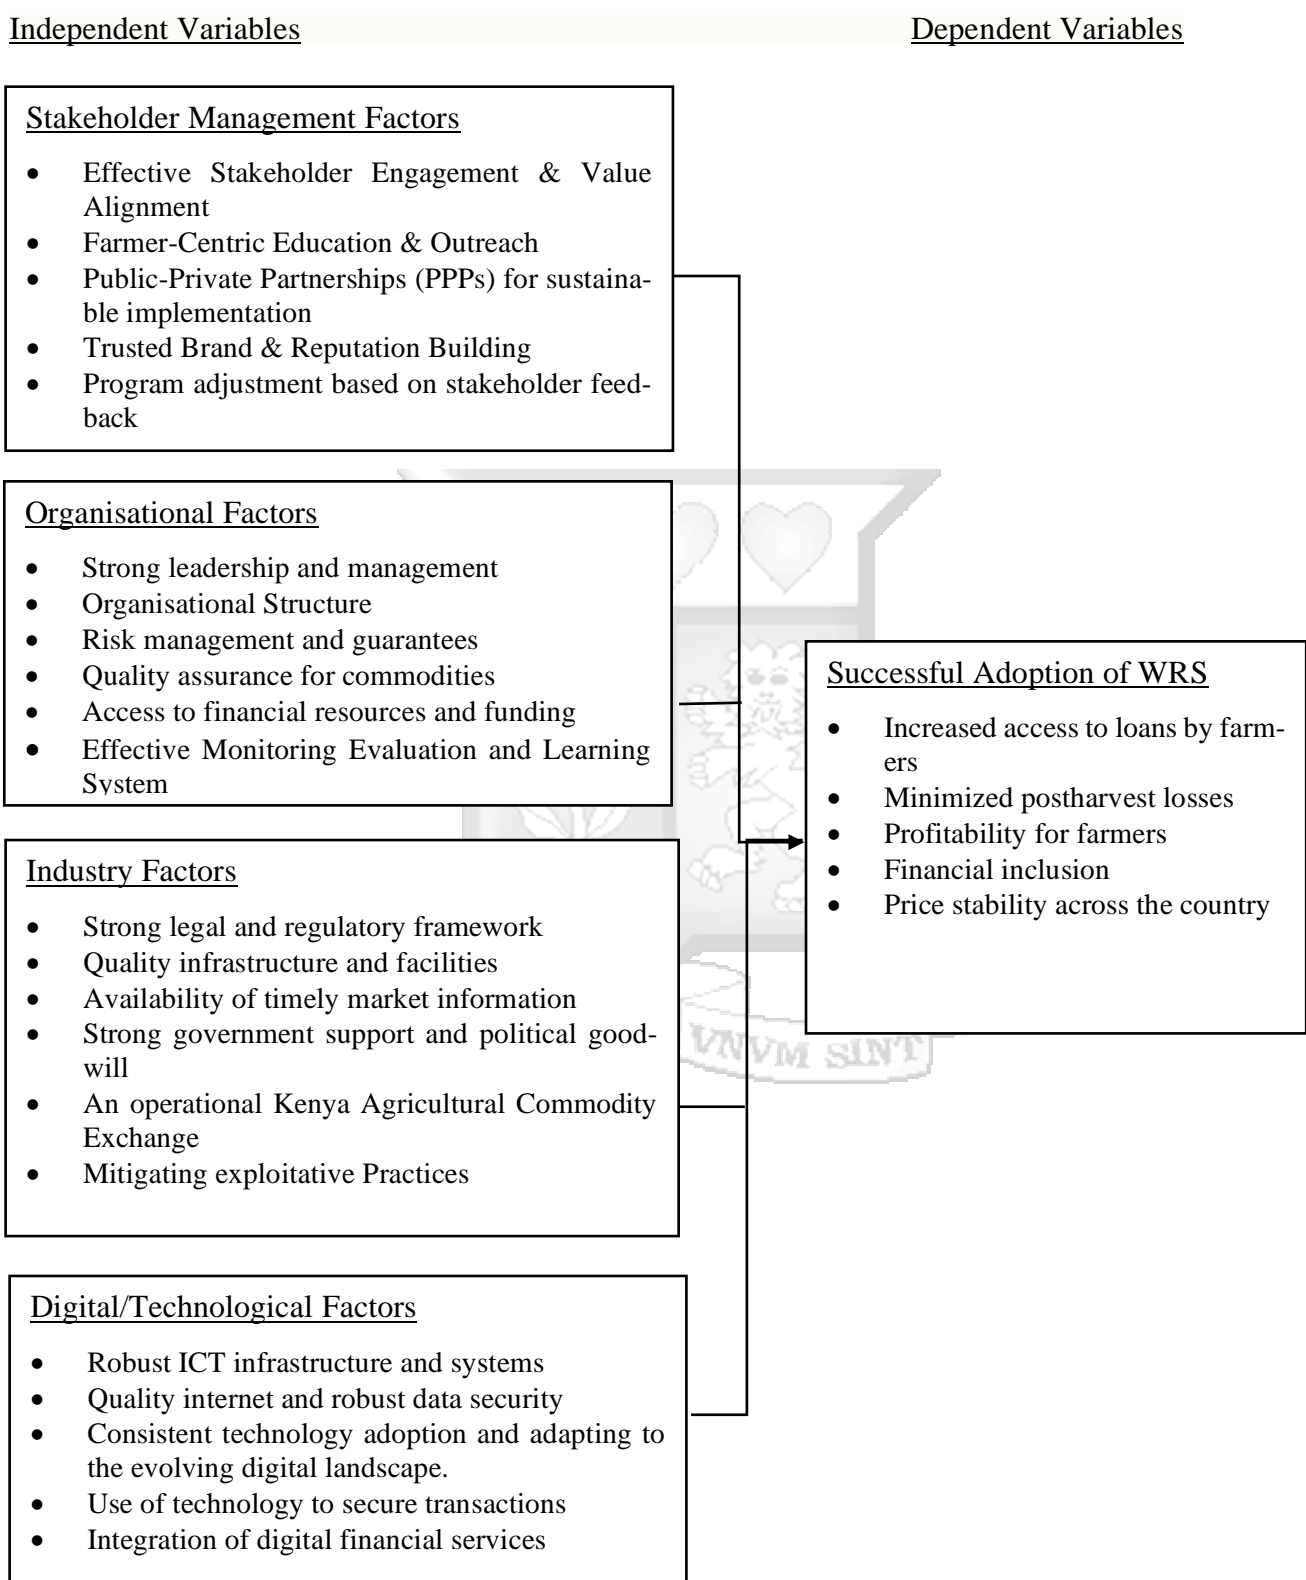 Independent Variables
Dependent Variables
Stakeholder Management Factors
• Effective Stakeholder Engagement & Value
Alignment
• Farmer-Centric Education & Outreach
• Public-Private Partnerships (PPPs) for sustaina-
ble implementation
• Trusted Brand & Reputation Building
• Program adjustment based on stakeholder feed-
back
Organisational Factors
• Strong leadership and management
• Organisational Structure
• Risk management and guarantees
• Quality assurance for commodities
• Access to financial resources and funding
• Effective Monitoring Evaluation and Learning
System
Industry Factors
• Strong legal and regulatory framework
• Quality infrastructure and facilities
• Availability of timely market information
• Strong government support and political good-
will
• An operational Kenya Agricultural Commodity
Exchange
• Mitigating exploitative Practices
Digital/Technological Factors
• Robust ICT infrastructure and systems
• Quality internet and robust data security
• Consistent technology adoption and adapting to
the evolving digital landscape.
• Use of technology to secure transactions
• Integration of digital financial services
Successful Adoption of WRS
• Increased access to loans by farm-
ers
• Minimized postharvest losses
• Profitability for farmers
• Financial inclusion
• Price stability across the country
VNVM SINT